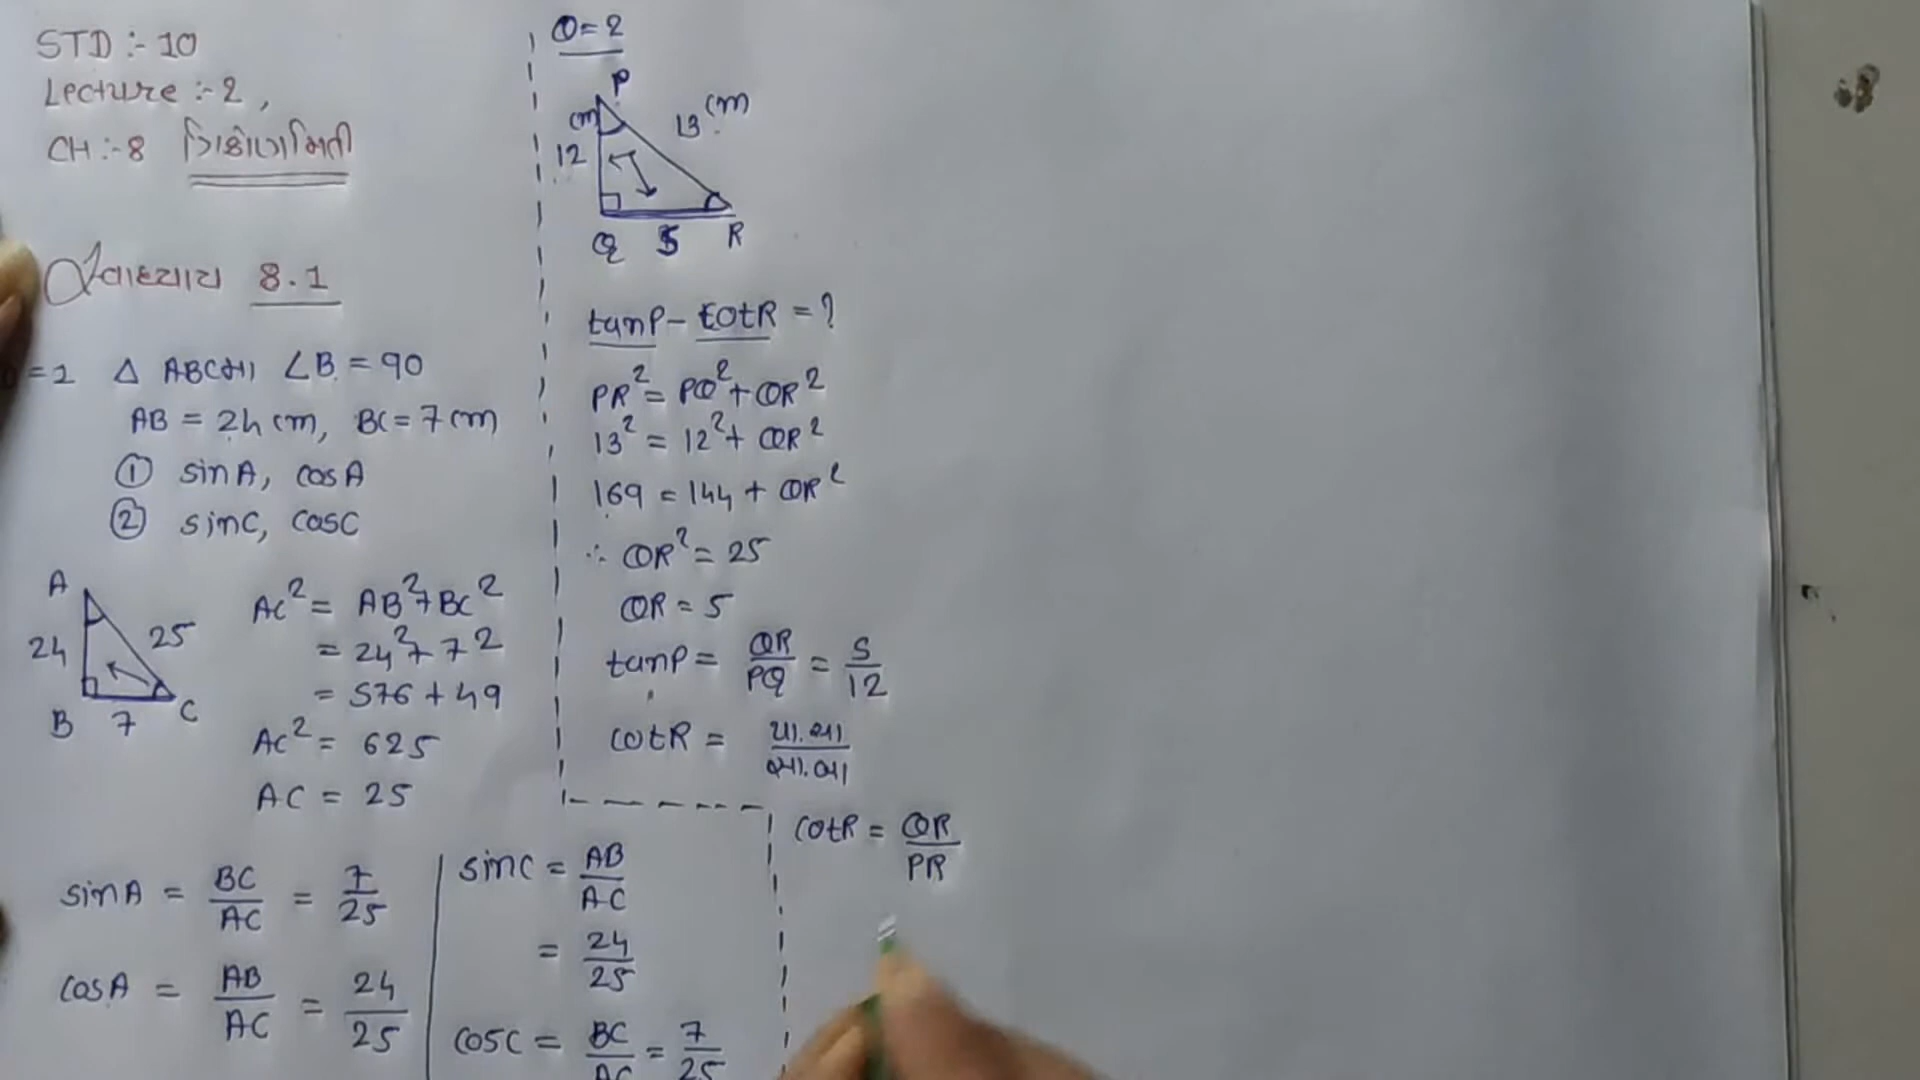 STD :- 10
Lecture :- 2,
CH :- 8 ત્રિકોણમિતી
સ્વાધ્યાય 8.1
=1 △ ABCમાં ∠B = 90
AB = 24 cm, BC = 7 cm
① sinA, cosA
② sinC, cosC
A
24
25
B 7 C
AC² = AB² + BC²
= 24² + 7²
= 576 + 49
AC² = 625
AC = 25
sinA = BC/AC = 7/25
cosA = AB/AC = 24/25
sinC = AB/AC
= 24/25
cosC = BC/AC = 7/25
Q=2
P
cm
12
13 cm
Q 5 R
tanP - cotR = ?
PR² = PQ² + QR²
13² = 12² + QR²
169 = 144 + QR²
∴ QR² = 25
QR = 5
tanP = QR/PQ = 5/12
cotR = પા.બા/સા.બા
cotR = QR/PR